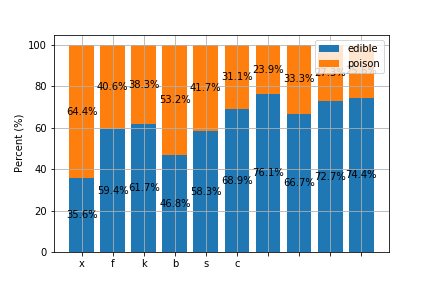 100
80
60
40
20
0
Percent (%)
edible
poison
64.4%
40.6%
38.3%
53.2%
41.7%
31.1%
23.9%
33.3%
35.6%
59.4%
61.7%
46.8%
58.3%
68.9%
76.1%
66.7%
72.7%
74.4%
x
f
k
b
s
c